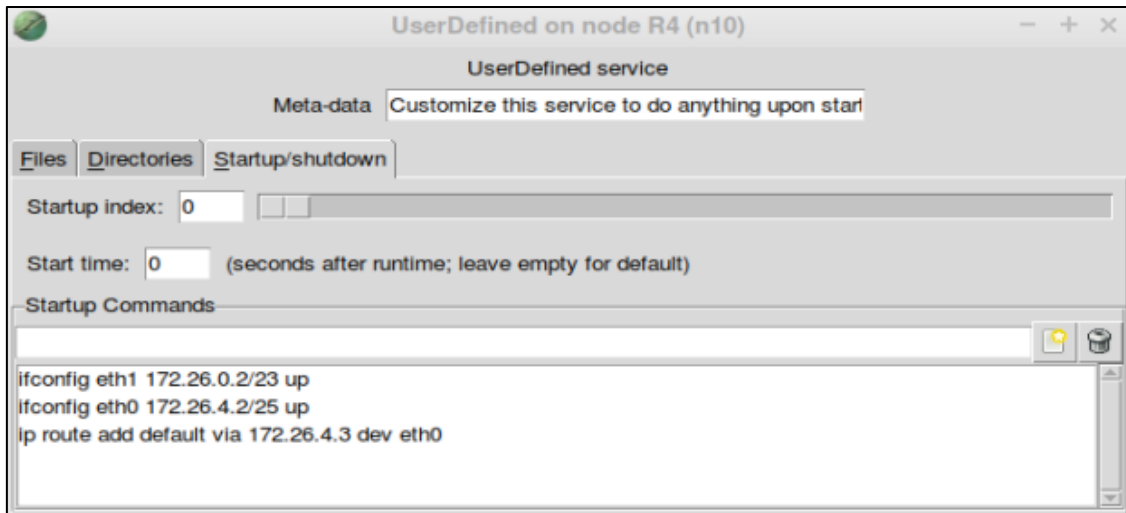 UserDefined on node R4 (n10)
UserDefined service
Meta-data Customize this service to do anything upon start
Files Directories Startup/shutdown
Startup index: 0
Start time: 0 (seconds after runtime; leave empty for default)
Startup Commands
ifconfig eth1 172.26.0.2/23 up
ifconfig eth0 172.26.4.2/25 up
ip route add default via 172.26.4.3 dev eth0